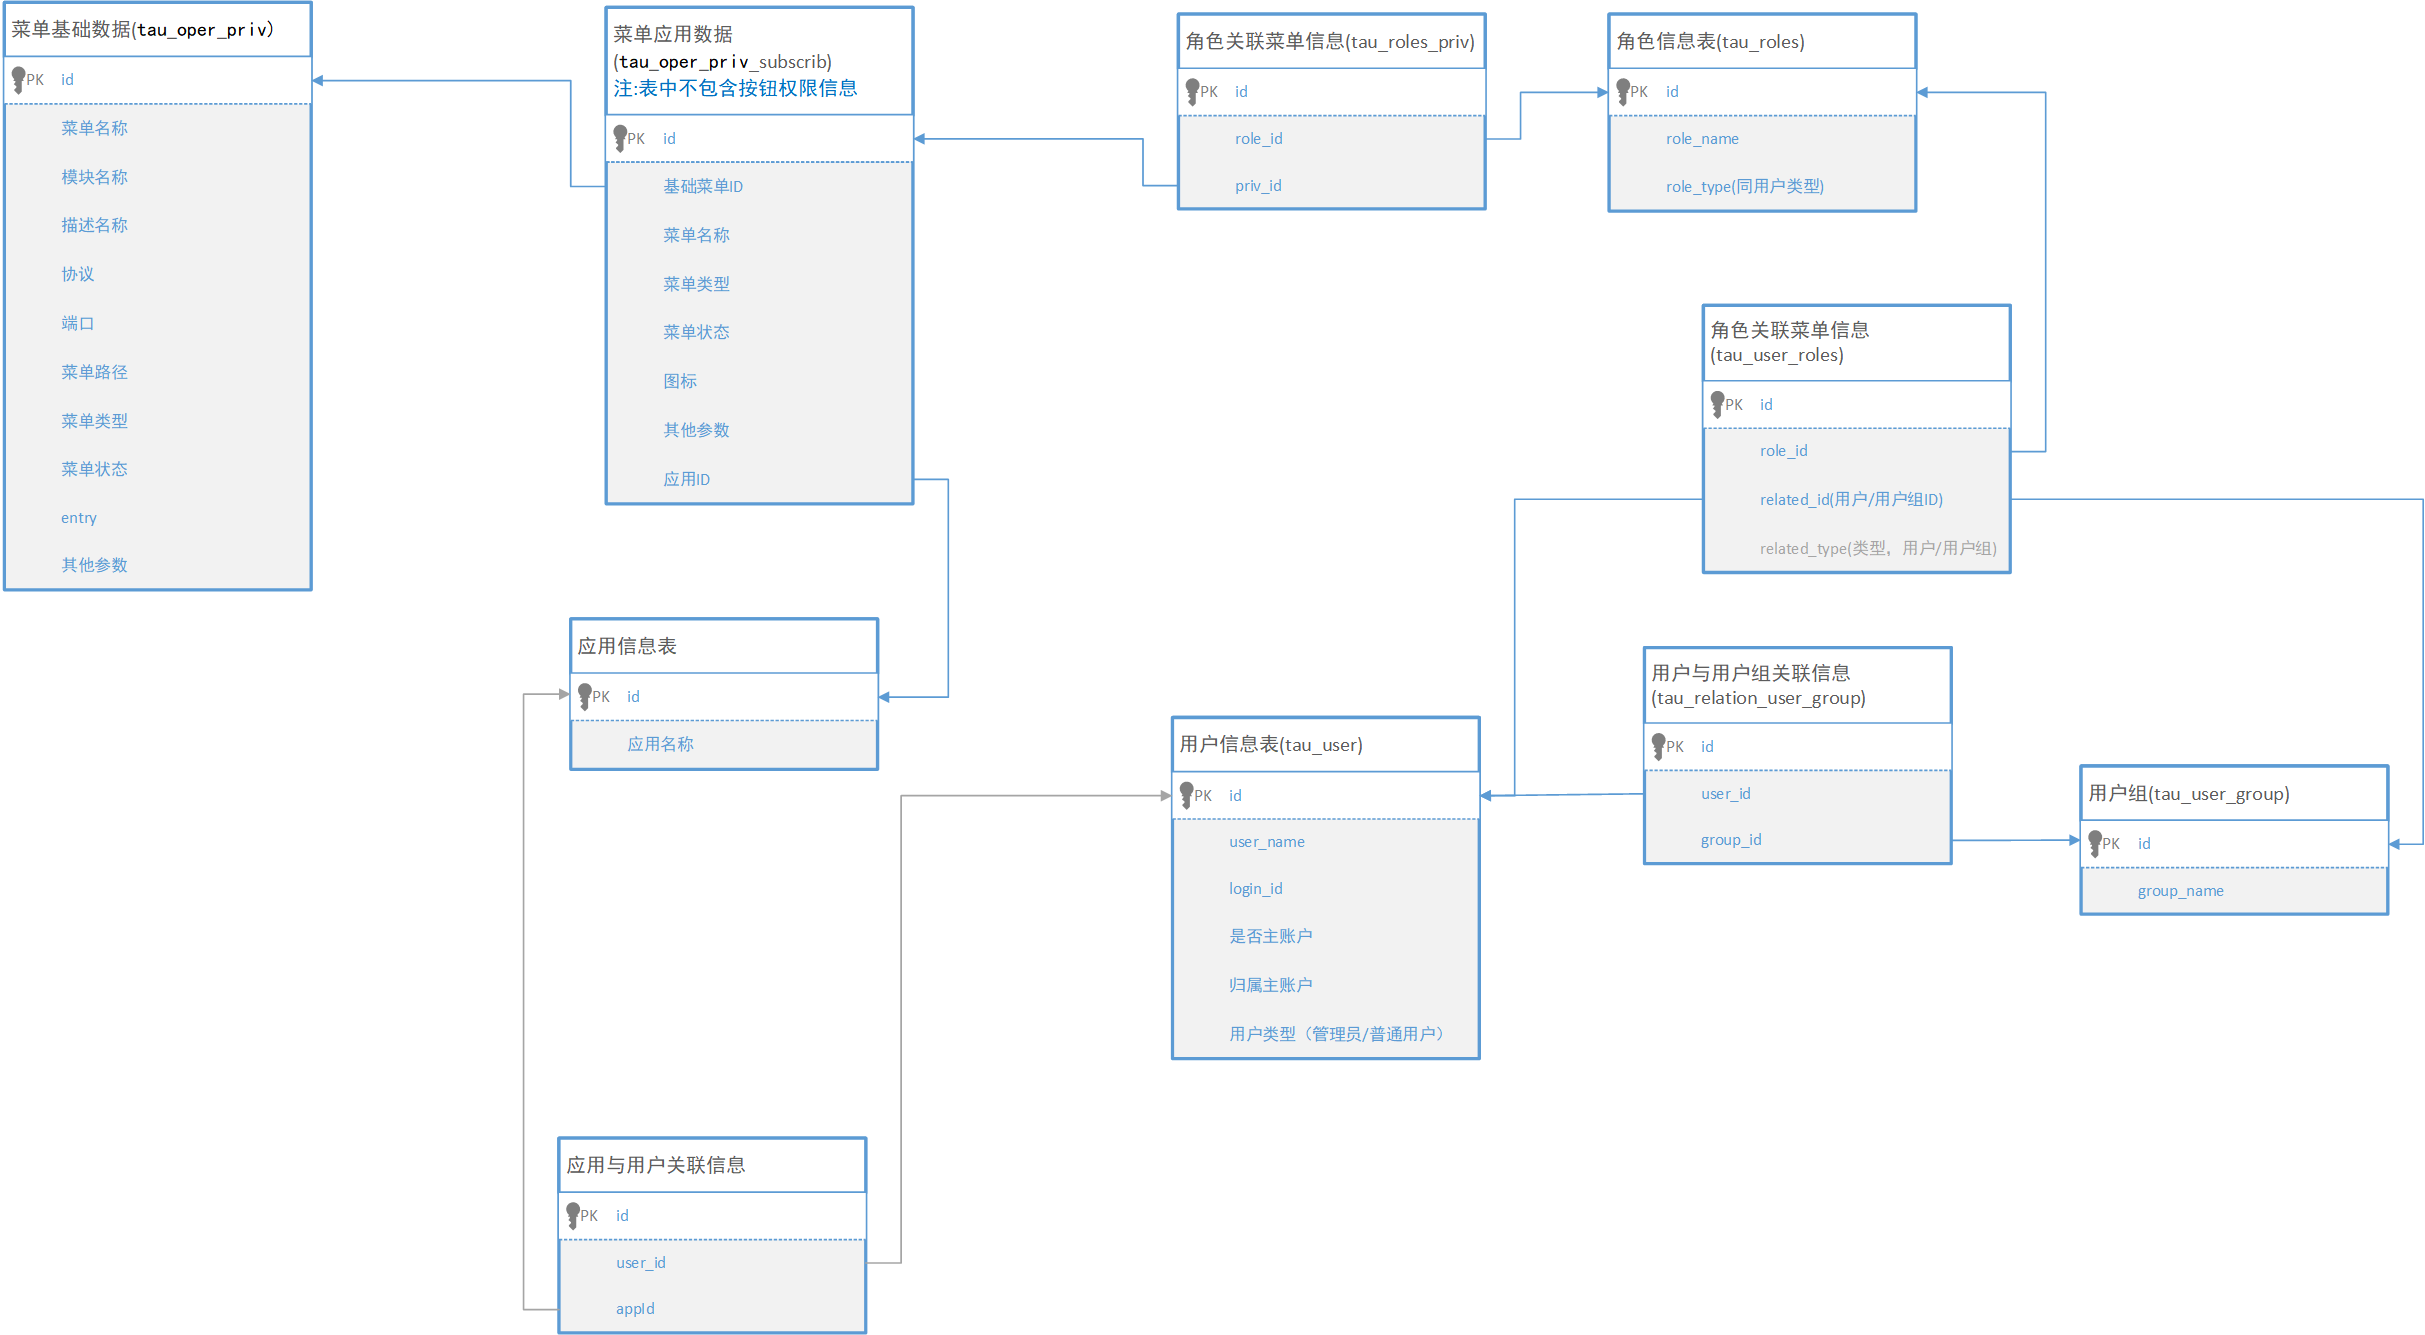 菜单基础数据(tau_oper_priv)
PK id
菜单名称
模块名称
描述名称
协议
端口
菜单路径
菜单类型
菜单状态
entry
其他参数
菜单应用数据
(tau_oper_priv_subscrib)
注:表中不包含按钮权限信息
PK id
基础菜单ID
菜单名称
菜单类型
菜单状态
图标
其他参数
应用ID
角色关联菜单信息(tau_roles_priv)
PK id
role_id
priv_id
角色信息表(tau_roles)
PK id
role_name
role_type(同用户类型)
角色关联菜单信息
(tau_user_roles)
PK id
role_id
related_id(用户/用户组ID)
related_type(类型，用户/用户组)
应用信息表
PK id
应用名称
用户信息表(tau_user)
PK id
user_name
login_id
是否主账户
归属主账户
用户类型（管理员/普通用户）
用户与用户组关联信息
(tau_relation_user_group)
PK id
user_id
group_id
用户组(tau_user_group)
PK id
group_name
应用与用户关联信息
PK id
user_id
appId